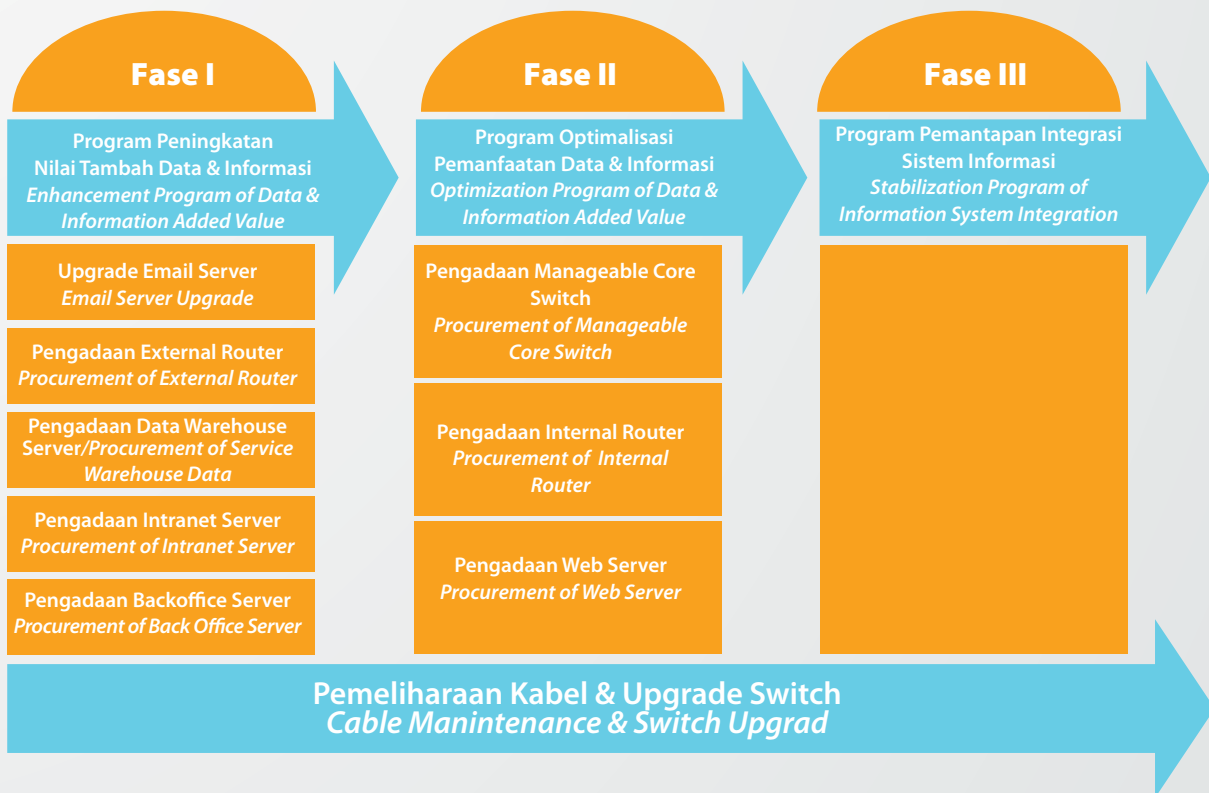 Fase I
Program Peningkatan
Nilai Tambah Data & Informasi
Enhancement Program of Data &
Information Added Value
Upgrade Email Server
Email Server Upgrade
Pengadaan External Router
Procurement of External Router
Pengadaan Data Warehouse
Server/Procurement of Service
Warehouse Data
Pengadaan Intranet Server
Procurement of Intranet Server
Pengadaan Backoffice Server
Procurement of Back Office Server
Fase II
Program Optimalisasi
Pemanfaatan Data & Informasi
Optimization Program of Data &
Information Added Value
Pengadaan Manageable Core
Switch
Procurement of Manageable
Core Switch
Pengadaan Internal Router
Procurement of Internal
Router
Pengadaan Web Server
Procurement of Web Server
Fase III
Program Pemantapan Integrasi
Sistem Informasi
Stabilization Program of
Information System Integration
Pemeliharaan Kabel & Upgrade Switch
Cable Manintenance & Switch Upgrad